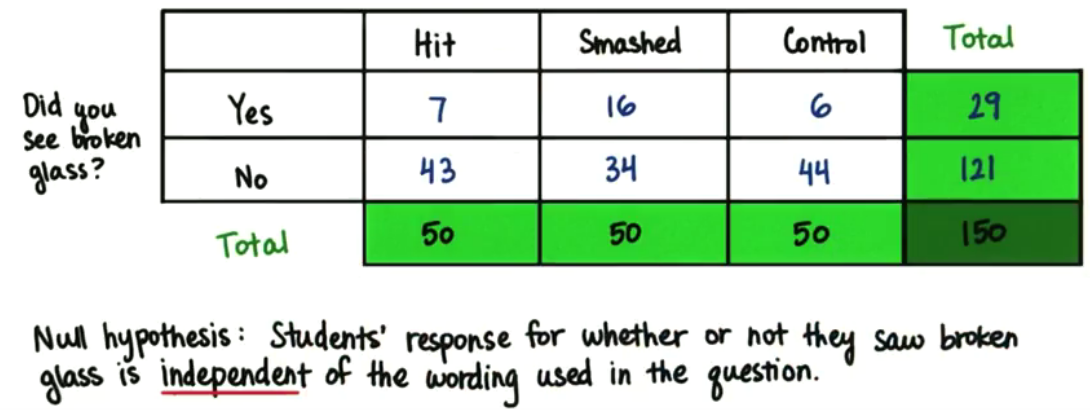 Hit Smashed Control Total
Did you
see broken
glass?
Yes 7 16 6 29
No 43 34 44 121
Total 50 50 50 150
Null hypothesis: Students' response for whether or not they saw broken
glass is independent of the wording used in the question.